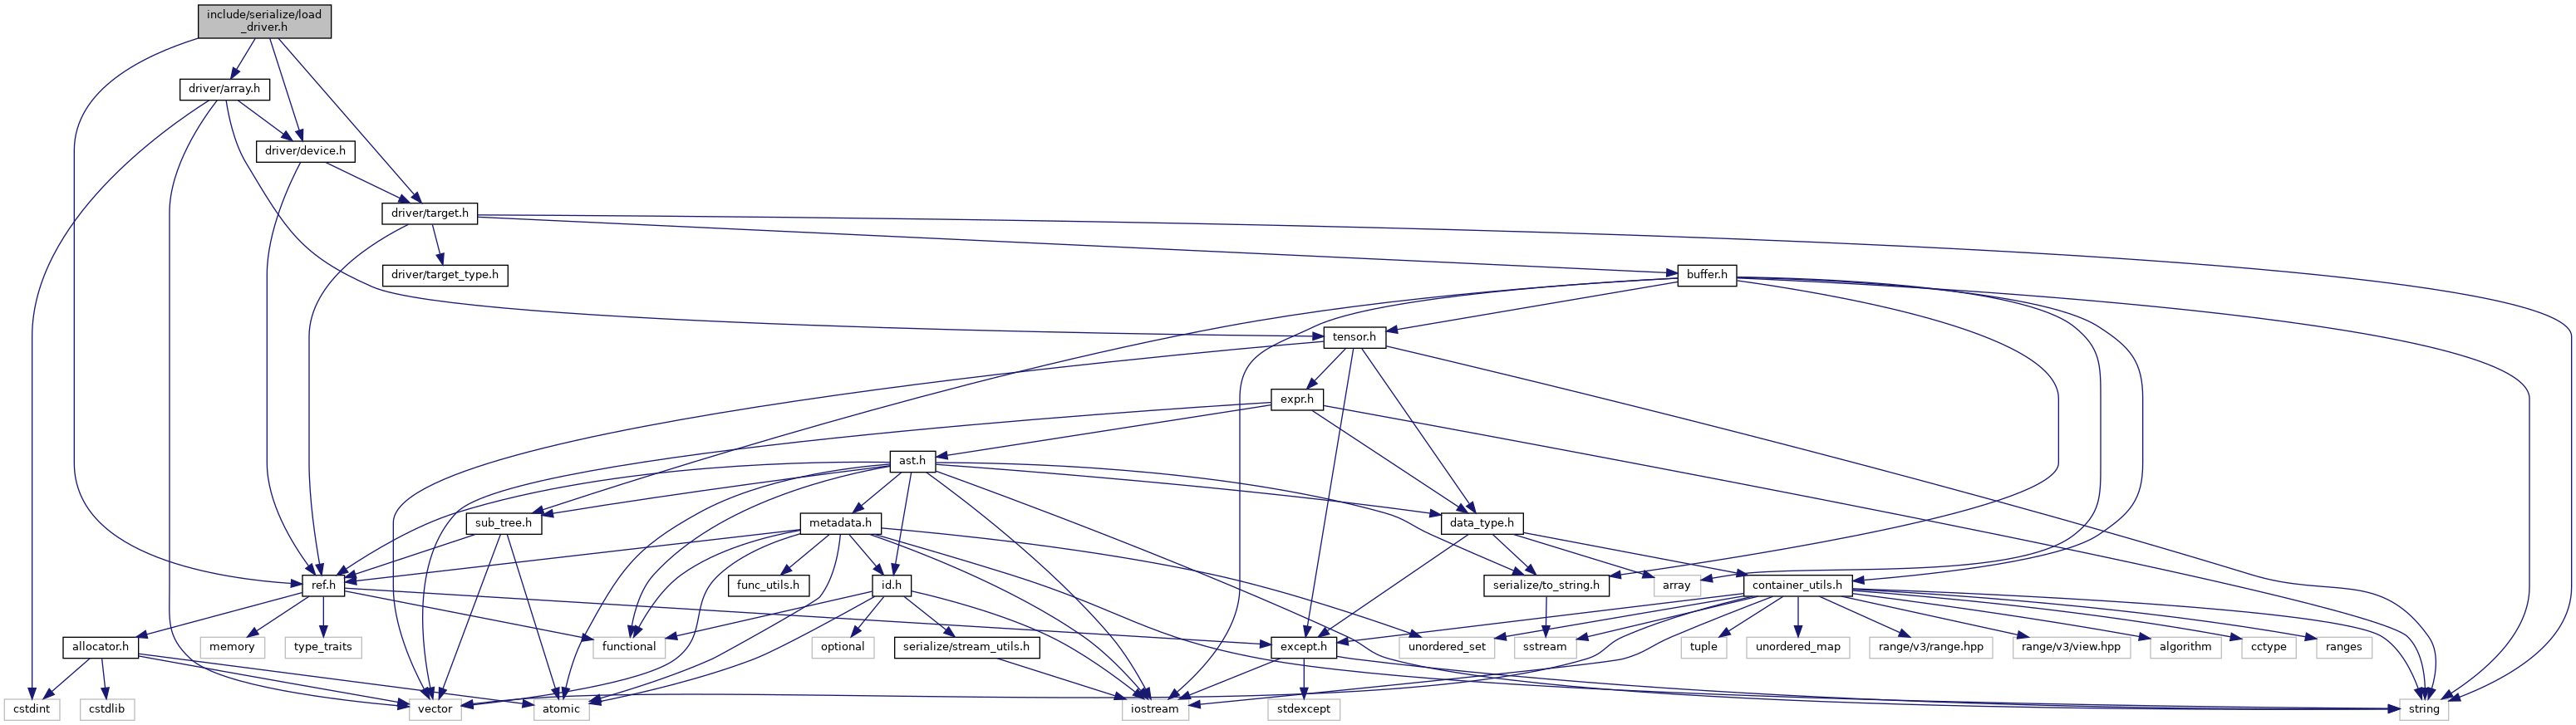 include/serialize/load
_driver.h
driver/array.h
driver/device.h
driver/target.h
driver/target_type.h
buffer.h
tensor.h
expr.h
ast.h
sub_tree.h
metadata.h
data_type.h
ref.h
func_utils.h
id.h
serialize/to_string.h
array
container_utils.h
allocator.h
memory
type_traits
functional
optional
serialize/stream_utils.h
except.h
unordered_set
sstream
tuple
unordered_map
range/v3/range.hpp
range/v3/view.hpp
algorithm
cctype
ranges
cstdint
cstdlib
vector
atomic
iostream
stdexcept
string